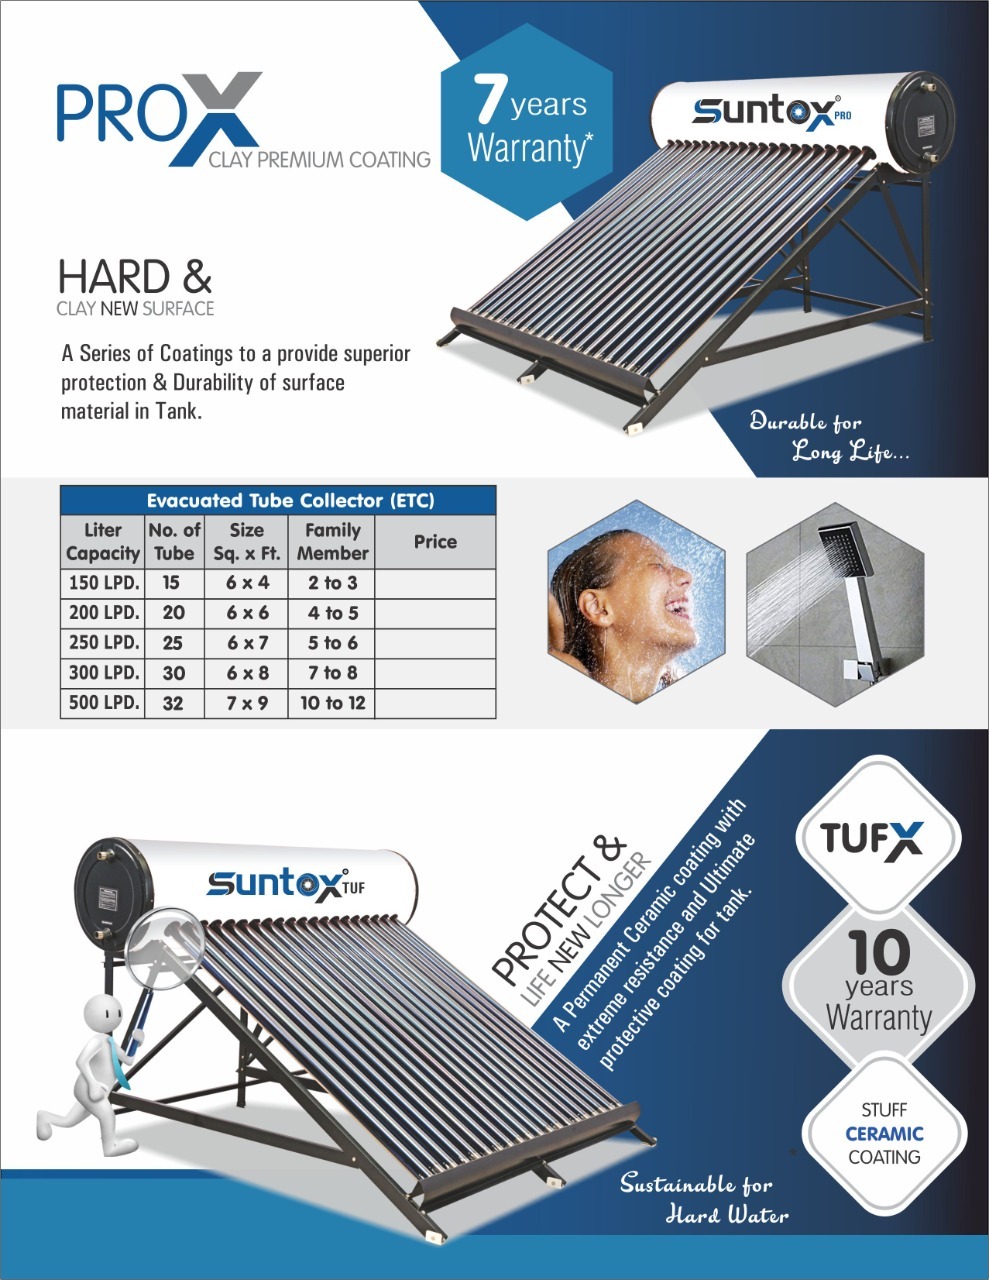 PROX
CLAY PREMIUM COATING
7 years
Warranty*
Suntox PRO
HARD &
CLAY NEW SURFACE
A Series of Coatings to a provide superior
protection & Durability of surface
material in Tank.
Durable for
Long Life...
Evacuated Tube Collector (ETC)
Liter Capacity No. of Tube Size Sq. x Ft. Family Member Price
150 LPD. 15 6 x 4 2 to 3
200 LPD. 20 6 x 6 4 to 5
250 LPD. 25 6 x 7 5 to 6
300 LPD. 30 6 x 8 7 to 8
500 LPD. 32 7 x 9 10 to 12
Suntox® TUF
PROTECT &
LIFE NEW LONGER
A Permanent Ceramic coating with
extreme resistance and Ultimate
protective coating for tank.
TUFX
10
years
Warranty
STUFF
CERAMIC
COATING
Sustainable for
Hard Water